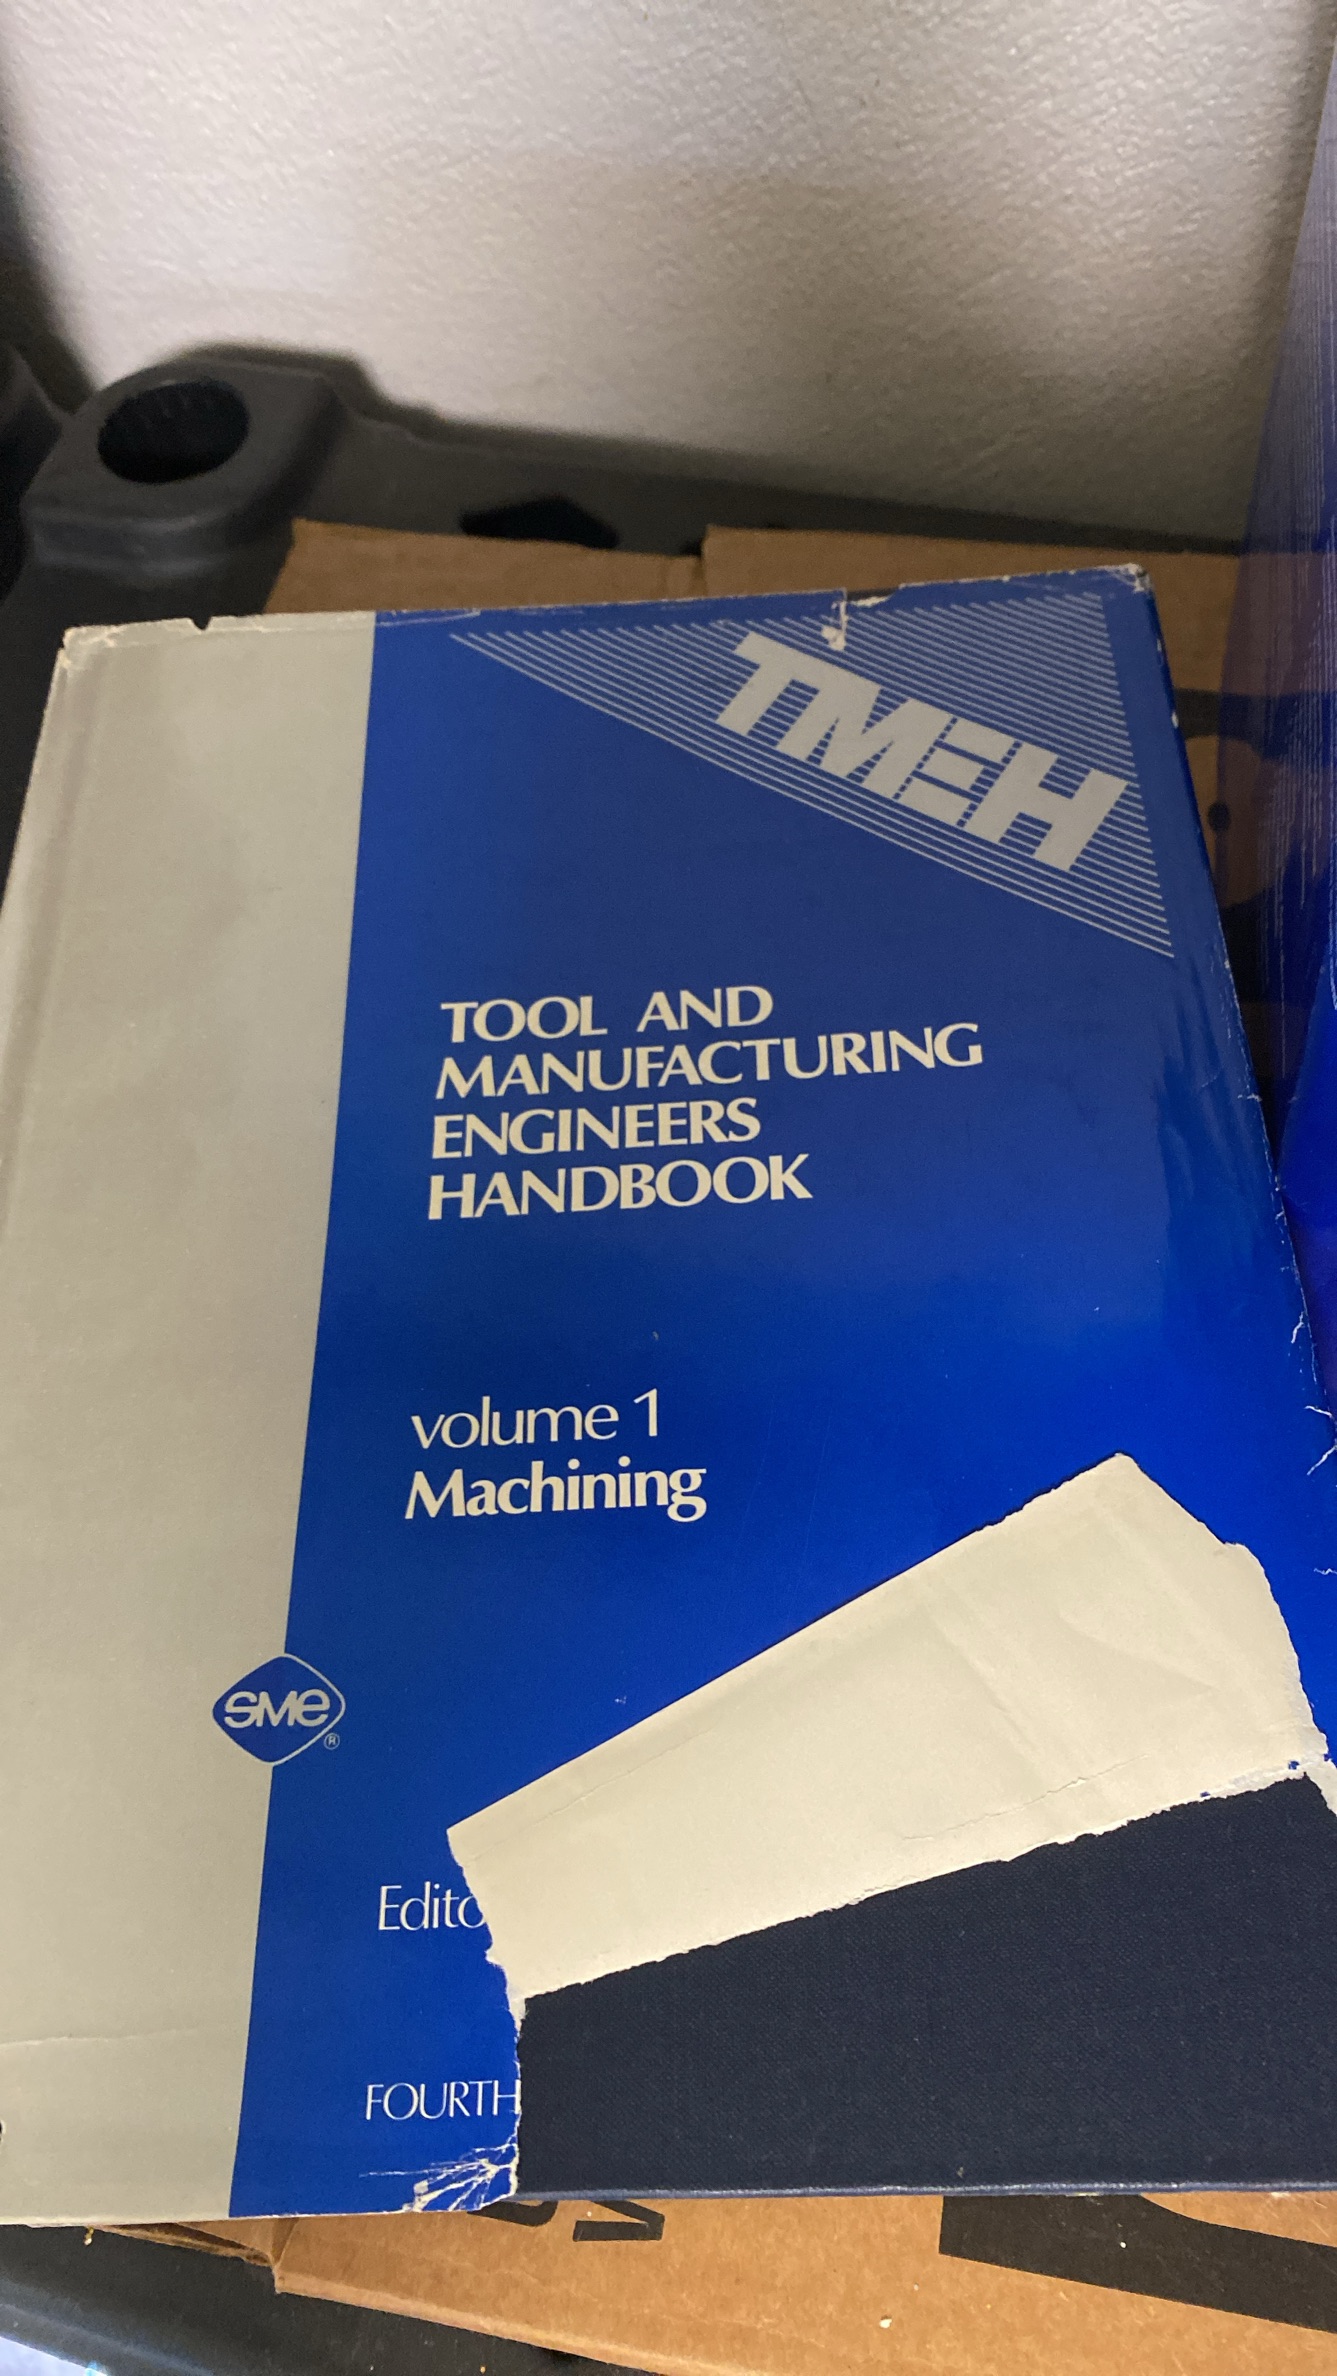 TMEH
TOOL AND
MANUFACTURING
ENGINEERS
HANDBOOK
volume 1
Machining
SME
®
Edito
FOURTH